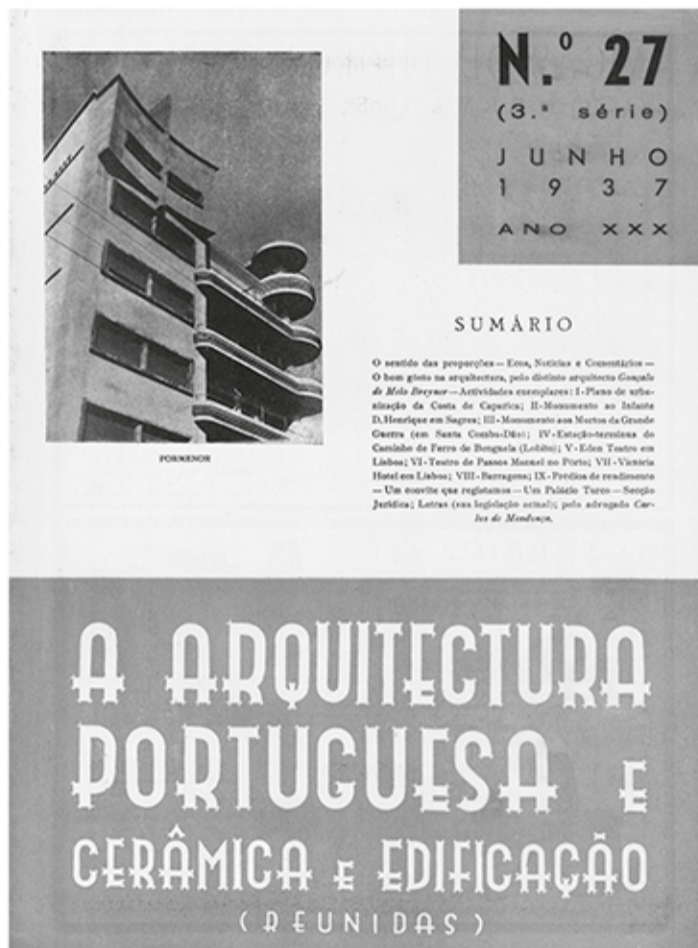 N.º 27
(3.ª série)
JUNHO
1937
ANO XXX
PORMENOR
SUMÁRIO
O sentido das proporções — Ecos, Notícias e Comentários —
O bom gôsto na arquitectura, pelo distinto arquitecto Gonçalo
de Melo Breyner — Actividades exemplares: I - Plano de urba-
nização da Costa de Caparica; II - Monumento ao Infante
D. Henrique em Sagres; III - Monumento aos Mortos da Grande
Guerra (em Santa Comba-Dão); IV - Estação-terminus do
Caminho de Ferro de Benguela (Lobito); V - Eden Teatro em
Lisboa; VI - Teatro de Passos Manuel no Pôrto; VII - Victória
Hotel em Lisboa; VIII - Barragens; IX - Prédios de rendimento
— Um convite que registamos — Um Palácio Turco — Secção
Jurídica; Letras (sua legislação actual); pelo advogado Car-
los de Mendonça.
A ARQUITECTURA
PORTUGUESA E
CERÂMICA E EDIFICAÇÃO
(REUNIDAS)